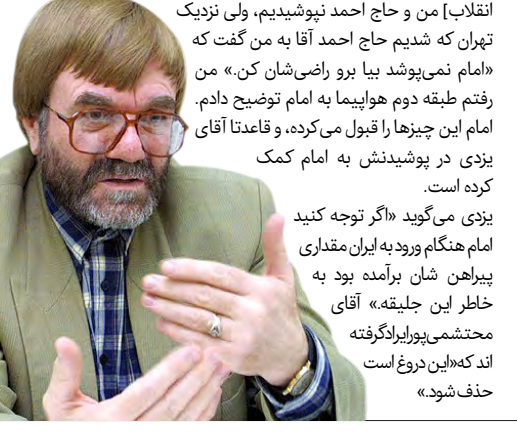 انقلاب] من و حاج احمد نپوشیدیم، ولی نزدیک
تهران که شدیم حاج احمد آقا به من گفت که
«امام نمی‌پوشد بیا برو راضی‌شان کن.» من
رفتم طبقه دوم هواپیما به امام توضیح دادم.
امام این چیزها را قبول می‌کرده، و قاعدتا آقای
یزدی در پوشیدنش به امام کمک
کرده است.
یزدی می‌گوید «اگر توجه کنید
امام هنگام ورود به ایران مقداری
پیراهن شان برآمده بود به
خاطر این جلیقه.» آقای
محتشمی‌پور ایراد گرفته
اند که «این دروغ است
حذف شود.»